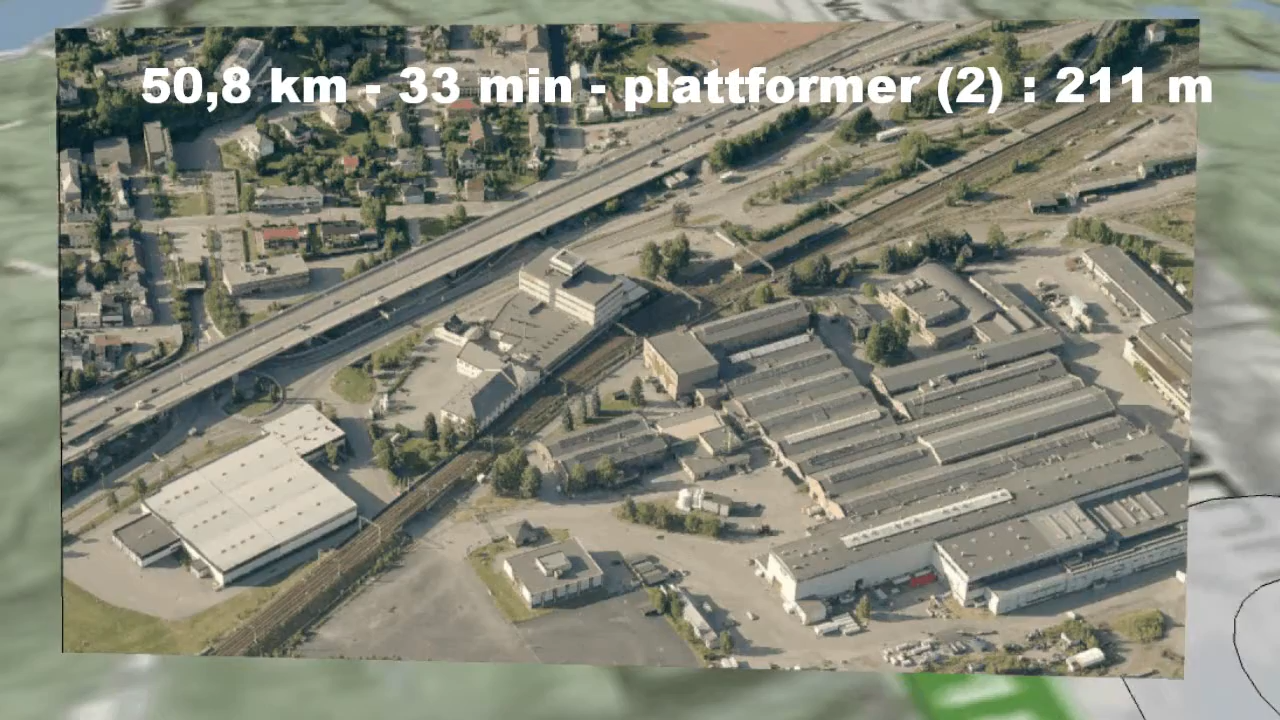 50,8 km - 33 min - plattformer (2) : 211 m